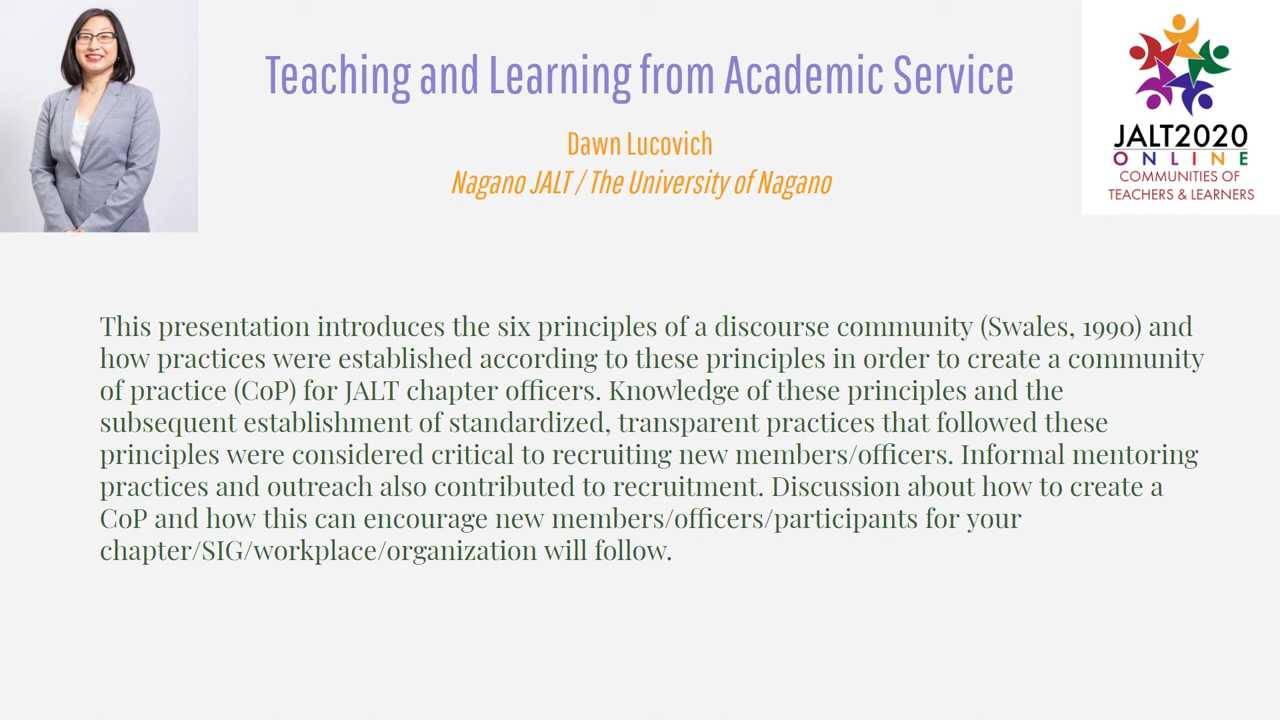 Teaching and Learning from Academic Service
Dawn Lucovich
Nagano JALT / The University of Nagano
JALT2020
ONLINE
COMMUNITIES OF
TEACHERS & LEARNERS
This presentation introduces the six principles of a discourse community (Swales, 1990) and
how practices were established according to these principles in order to create a community
of practice (CoP) for JALT chapter officers. Knowledge of these principles and the
subsequent establishment of standardized, transparent practices that followed these
principles were considered critical to recruiting new members/officers. Informal mentoring
practices and outreach also contributed to recruitment. Discussion about how to create a
CoP and how this can encourage new members/officers/participants for your
chapter/SIG/workplace/organization will follow.